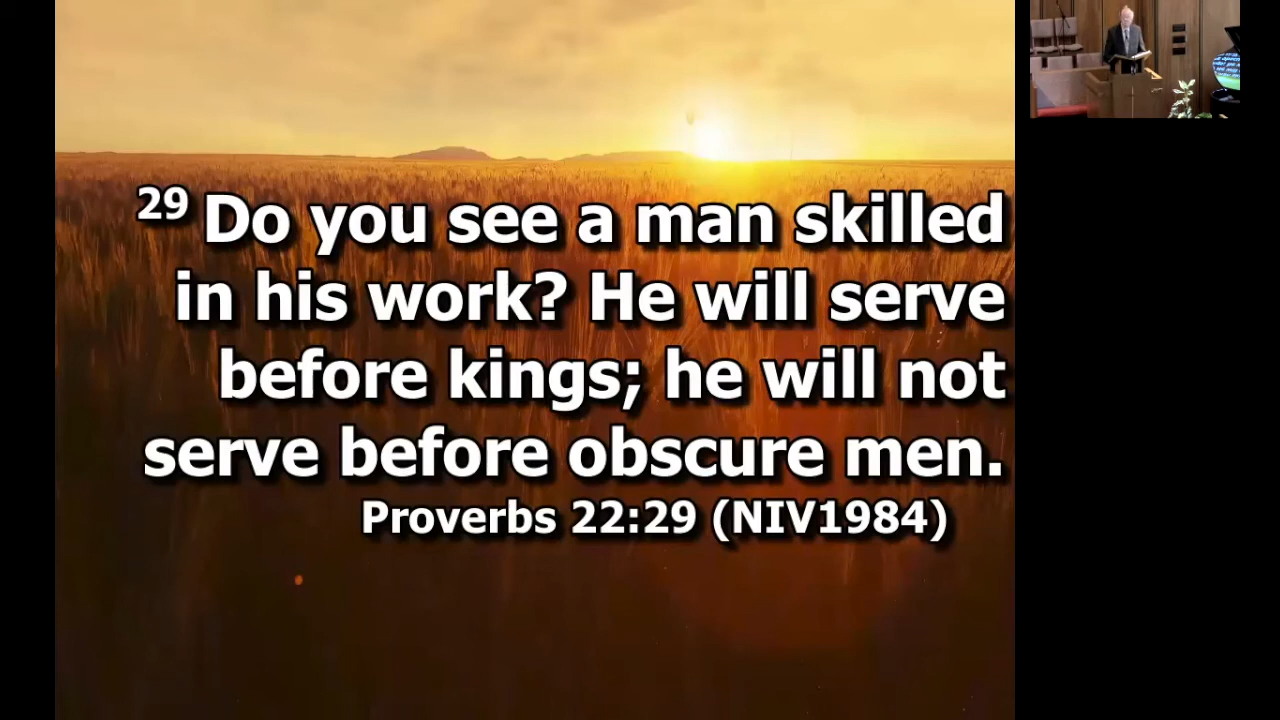 29 Do you see a man skilled
in his work? He will serve
before kings; he will not
serve before obscure men.
Proverbs 22:29 (NIV1984)